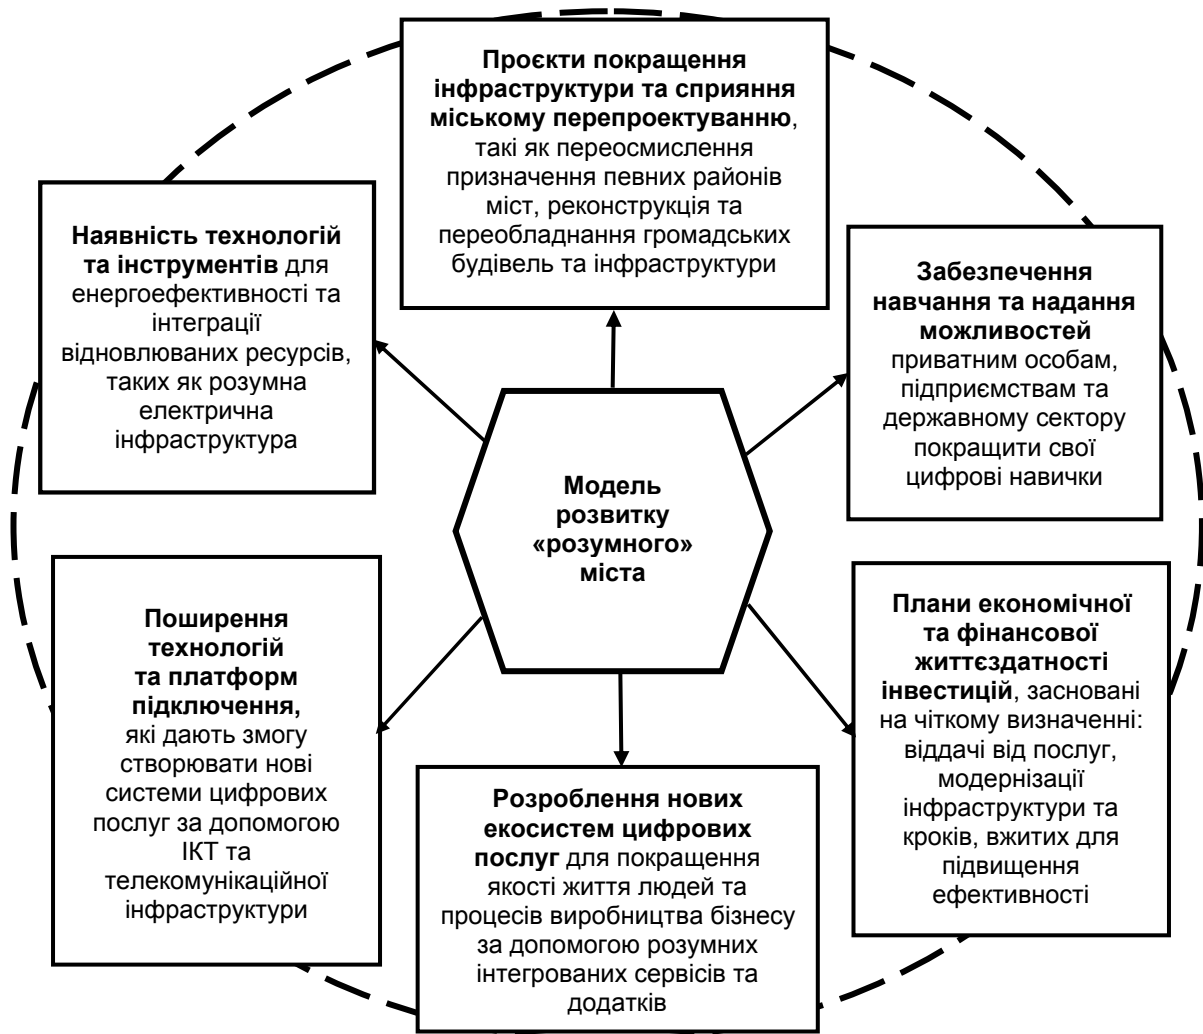 Проєкти покращення
інфраструктури та сприяння
міському перепроектуванню,
такі як переосмислення
призначення певних районів
міст, реконструкція та
переобладнання громадських
будівель та інфраструктури
Наявність технологій
та інструментів для
енергоефективності та
інтеграції
відновлюваних ресурсів,
таких як розумна
електрична
інфраструктура
Забезпечення
навчання та надання
можливостей
приватним особам,
підприємствам та
державному сектору
покращити свої
цифрові навички
Модель
розвитку
«розумного»
міста
Поширення
технологій
та платформ
підключення,
які дають змогу
створювати нові
системи цифрових
послуг за допомогою
ІКТ та
телекомунікаційної
інфраструктури
Плани економічної
та фінансової
життєздатності
інвестицій, засновані
на чіткому визначенні:
віддачі від послуг,
модернізації
інфраструктури та
кроків, вжитих для
підвищення
ефективності
Розроблення нових
екосистем цифрових
послуг для покращення
якості життя людей та
процесів виробництва бізнесу
за допомогою розумних
інтегрованих сервісів та
додатків